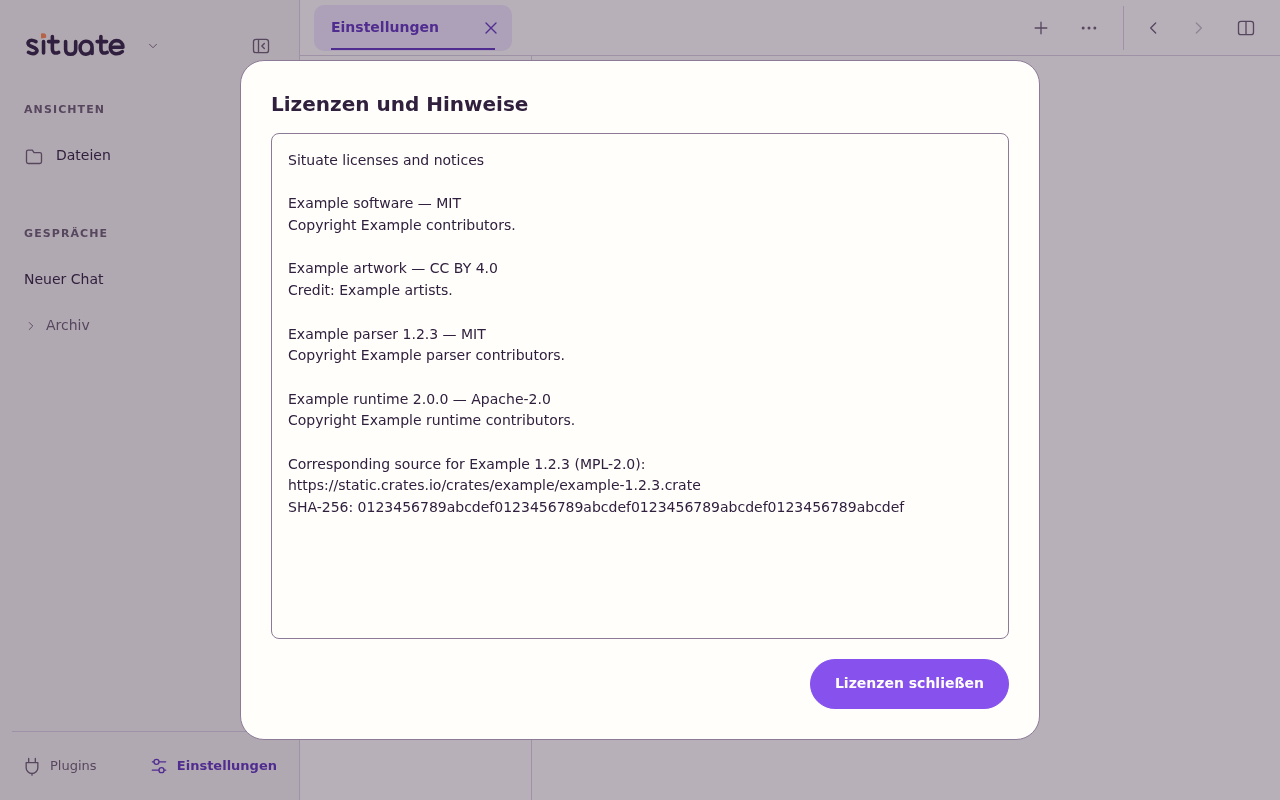 situate
Einstellungen
ANSICHTEN
Dateien
GESPRÄCHE
Neuer Chat
Archiv
Plugins
Einstellungen
Lizenzen und Hinweise
Situate licenses and notices
Example software — MIT
Copyright Example contributors.
Example artwork — CC BY 4.0
Credit: Example artists.
Example parser 1.2.3 — MIT
Copyright Example parser contributors.
Example runtime 2.0.0 — Apache-2.0
Copyright Example runtime contributors.
Corresponding source for Example 1.2.3 (MPL-2.0):
https://static.crates.io/crates/example/example-1.2.3.crate
SHA-256: 0123456789abcdef0123456789abcdef0123456789abcdef0123456789abcdef
Lizenzen schließen